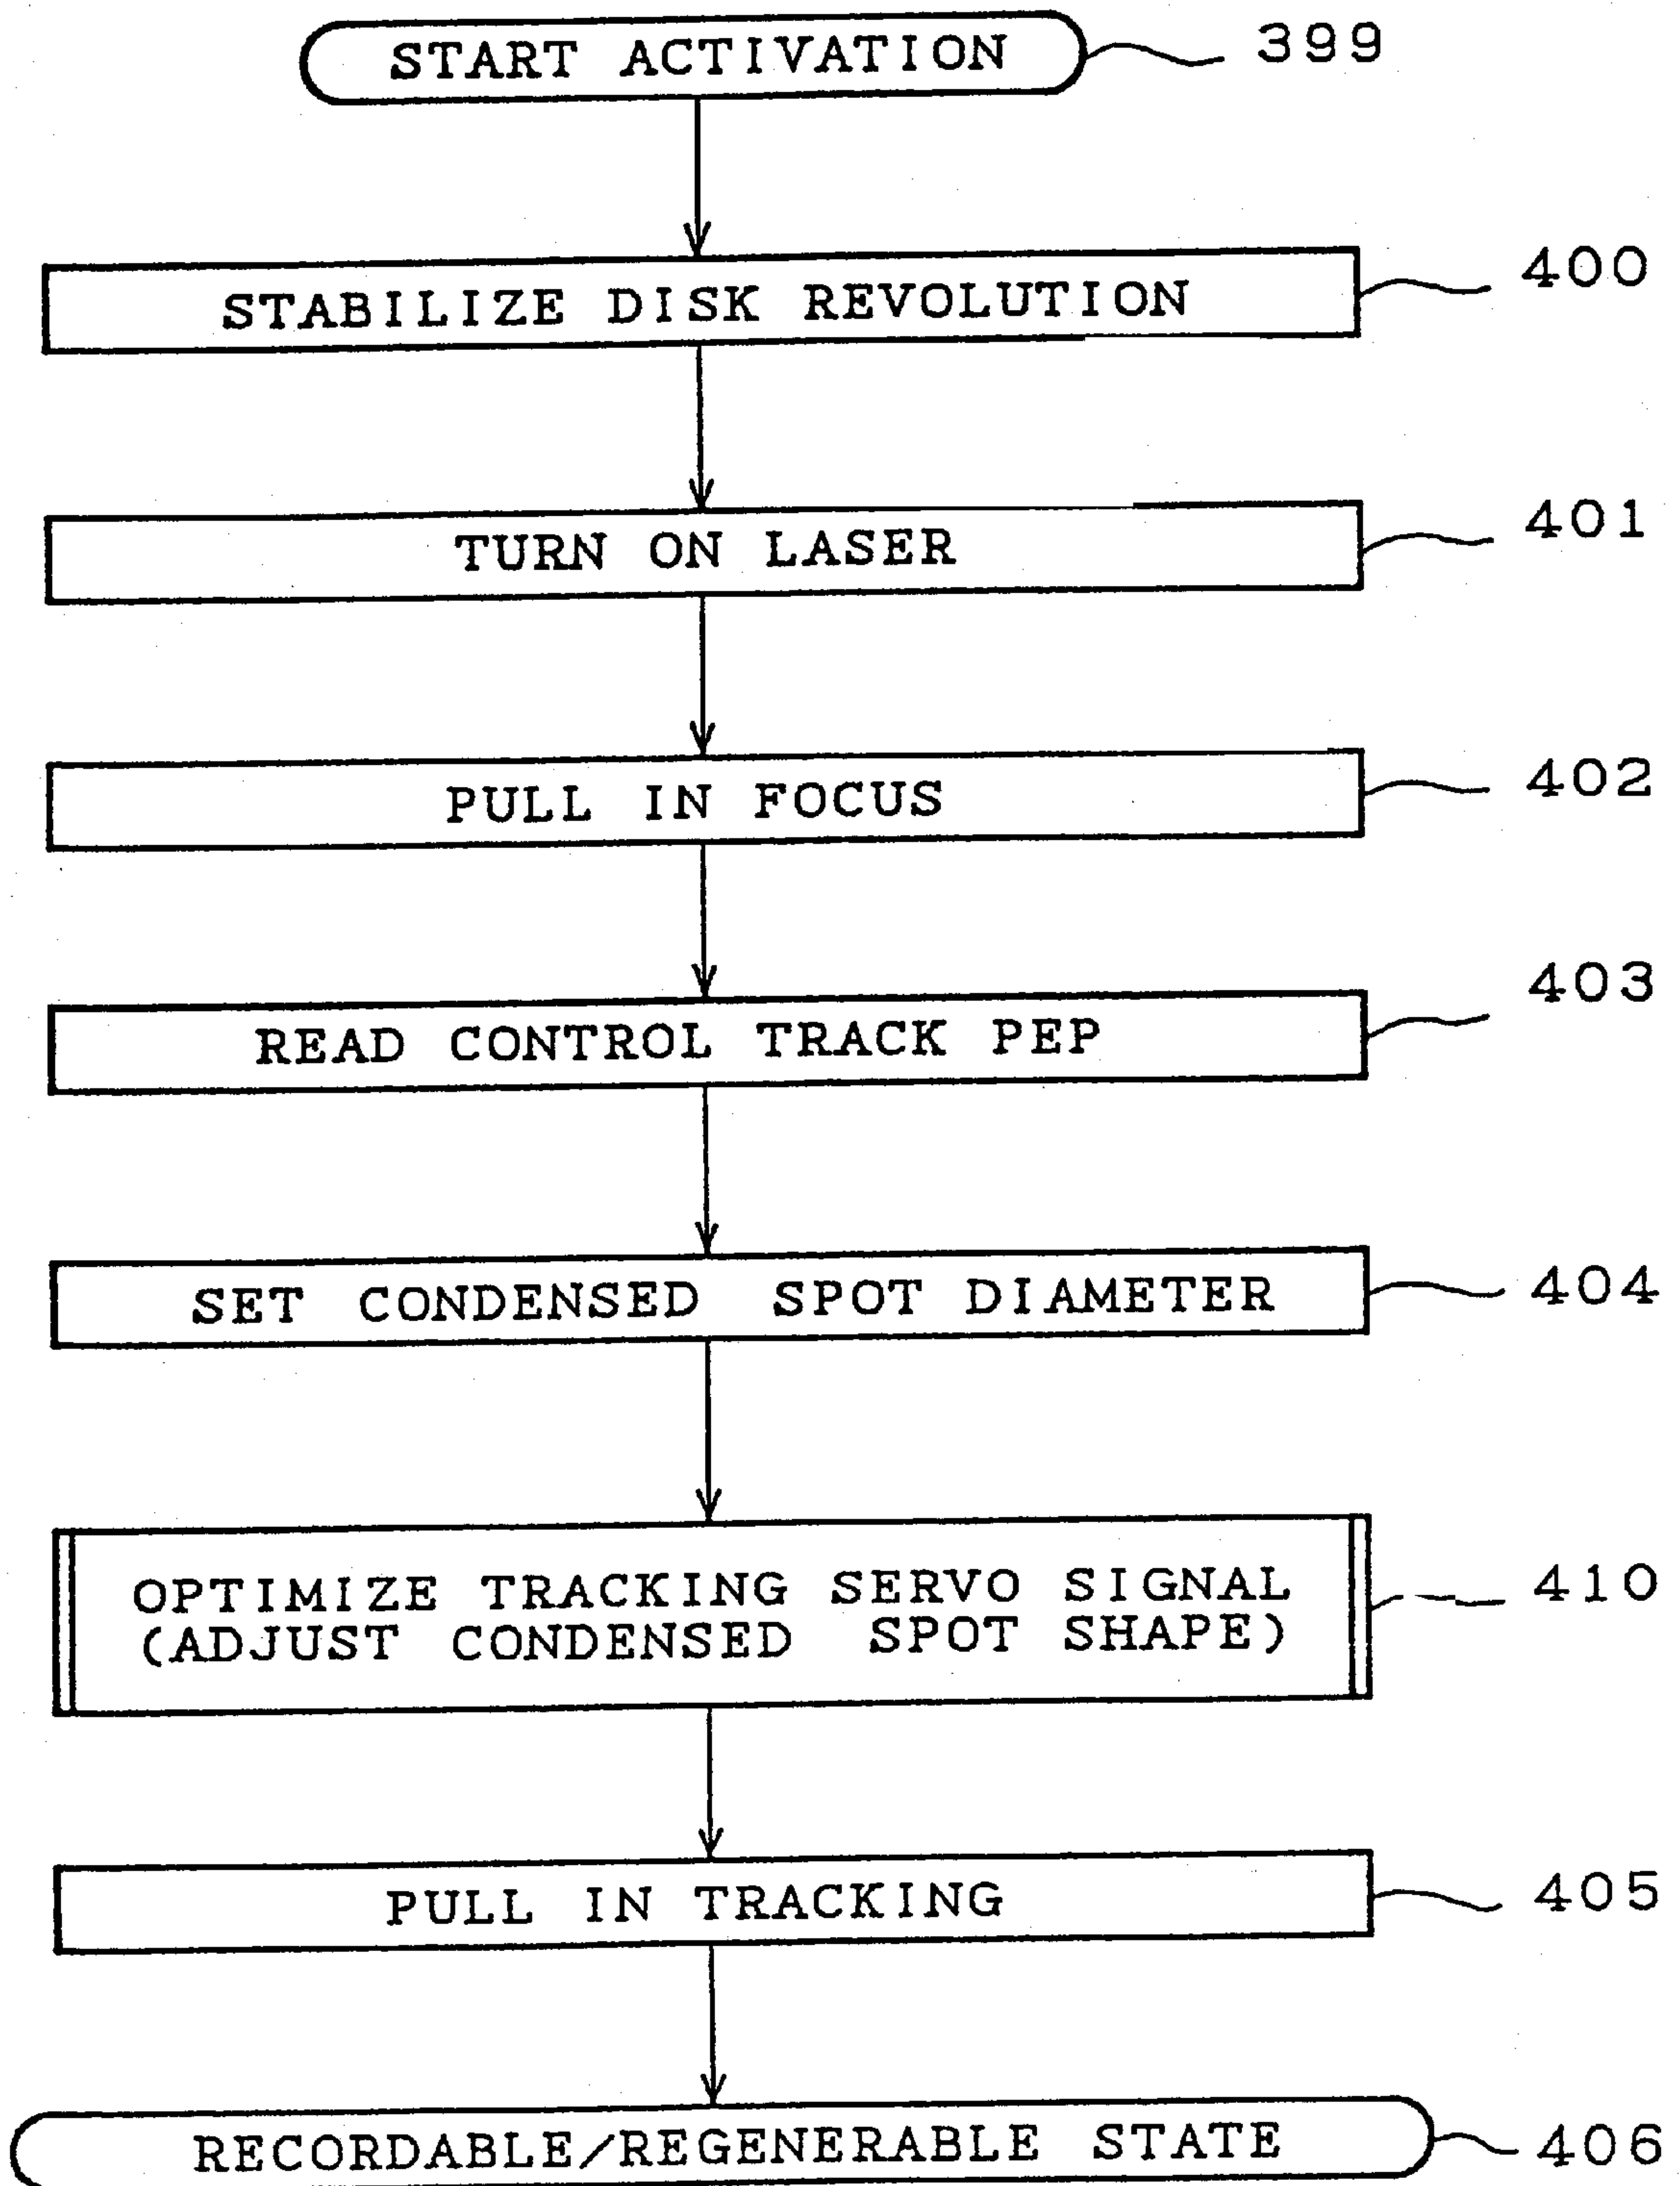 START ACTIVATION 399
STABILIZE DISK REVOLUTION 400
TURN ON LASER 401
PULL IN FOCUS 402
READ CONTROL TRACK PEP 403
SET CONDENSED SPOT DIAMETER 404
OPTIMIZE TRACKING SERVO SIGNAL 410
(ADJUST CONDENSED SPOT SHAPE)
PULL IN TRACKING 405
RECORDABLE/REGENERABLE STATE 406